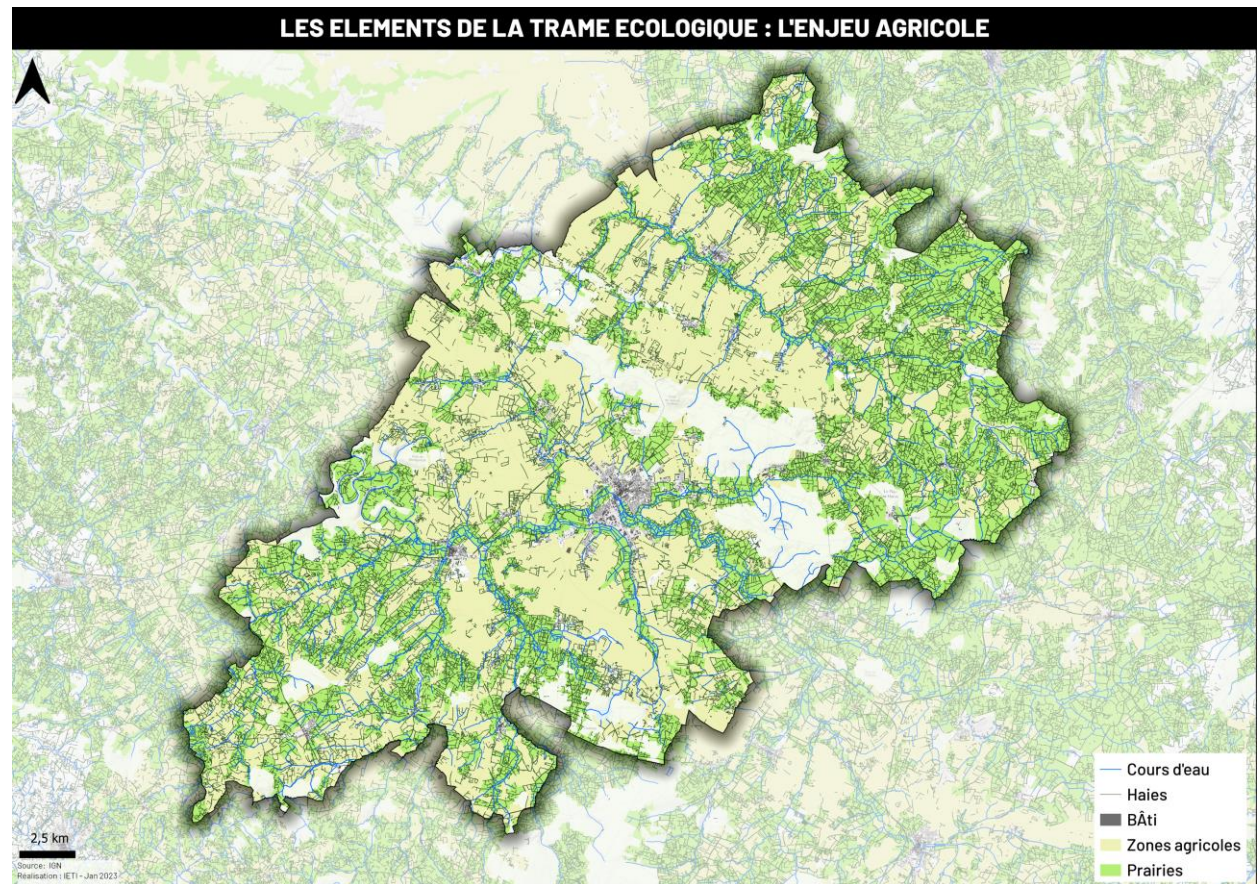 LES ELEMENTS DE LA TRAME ECOLOGIQUE : L'ENJEU AGRICOLE
Cours d'eau
Haies
BÂti
Zones agricoles
Prairies
2,5 km
Source: IGN
Réalisation : IETI - Jan 2023